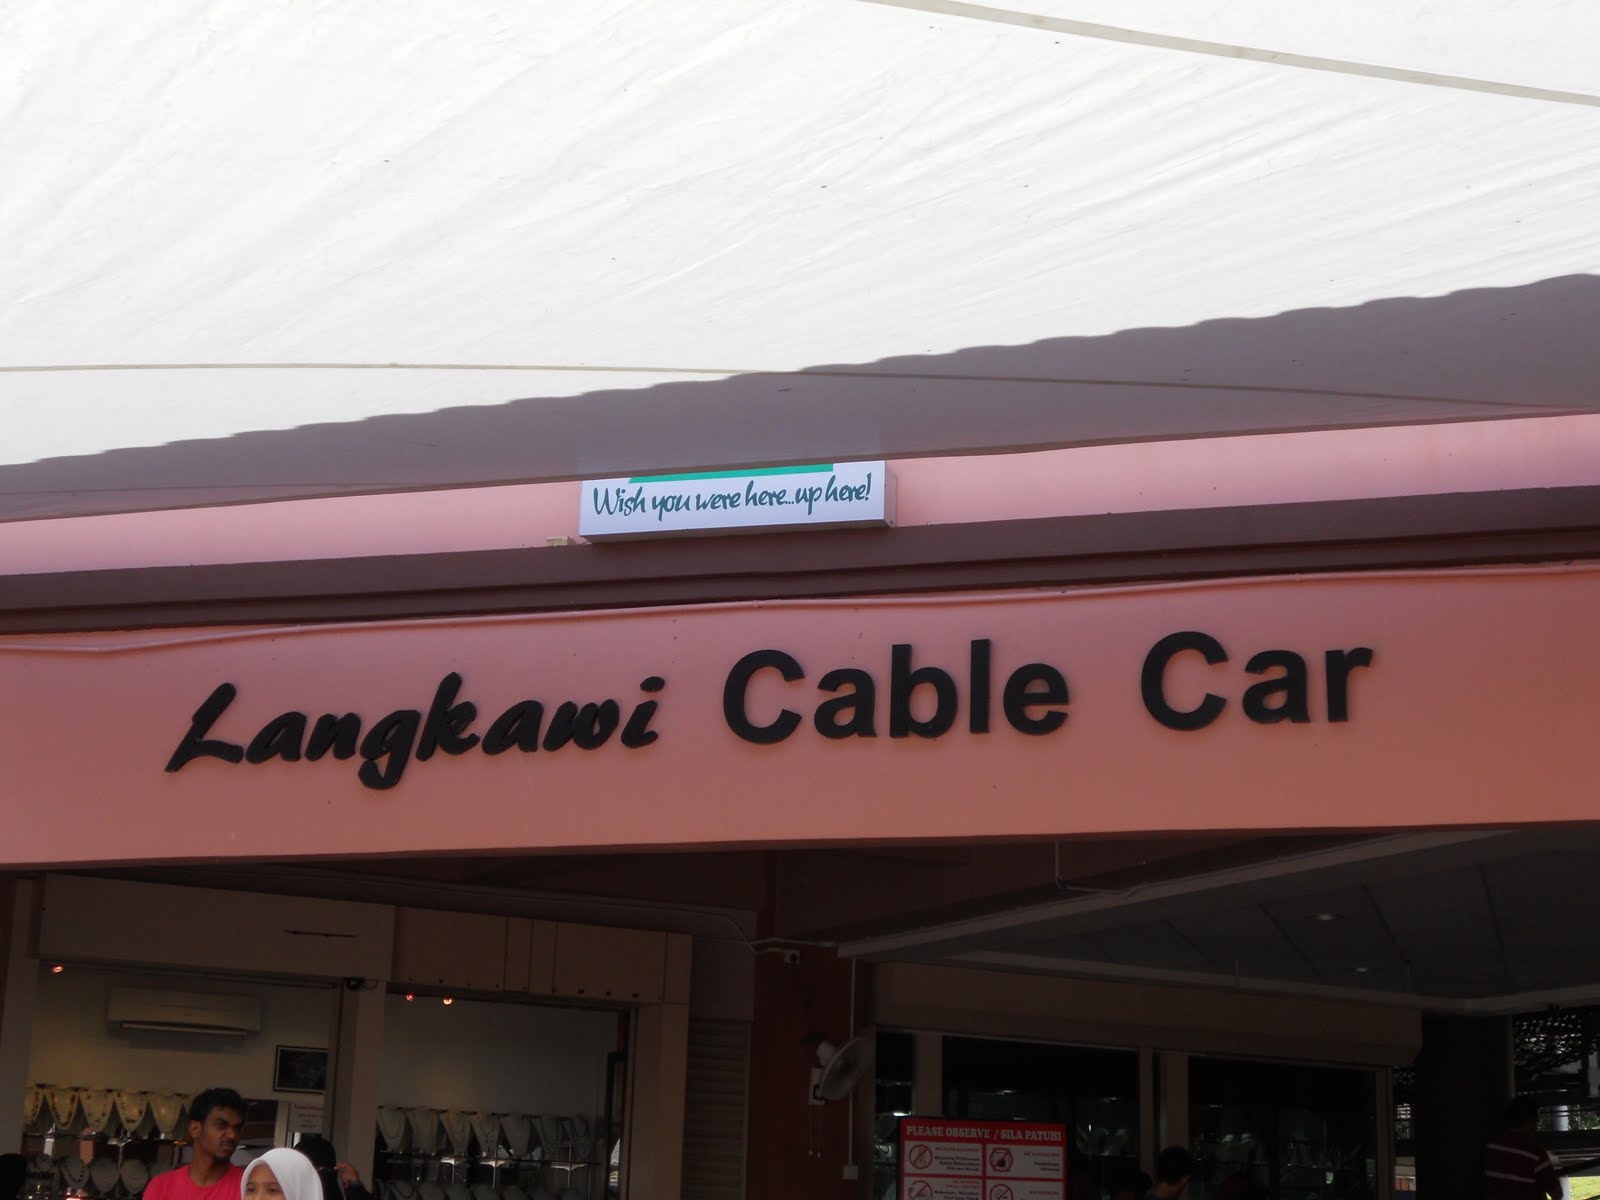 Wish you were here...up here!
Langkawi Cable Car
PLEASE OBSERVE / SILA PATUHI